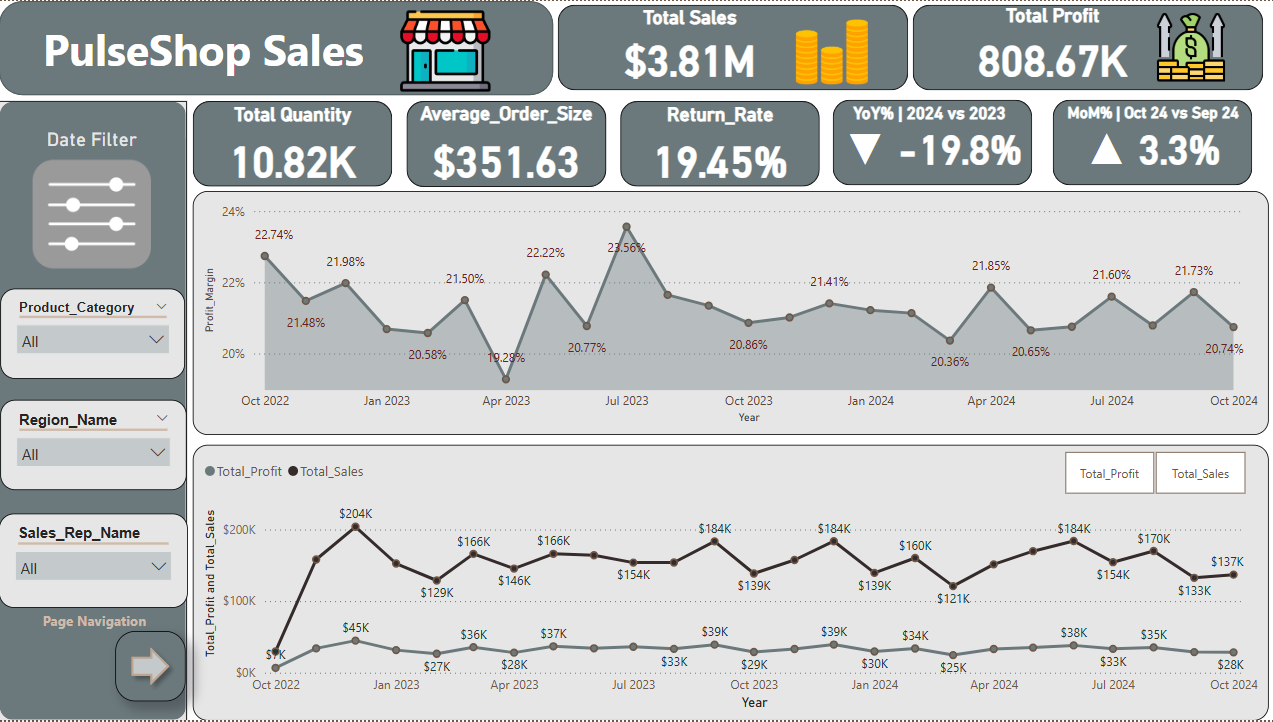 PulseShop Sales
Total Sales
$3.81M
Total Profit
808.67K
Total Quantity
10.82K
Average_Order_Size
$351.63
Return_Rate
19.45%
YoY% | 2024 vs 2023
▼ -19.8%
MoM% | Oct 24 vs Sep 24
▲ 3.3%
Date Filter
Product_Category
All
Region_Name
All
Sales_Rep_Name
All
Page Navigation
Profit_Margin
24%
22%
20%
22.74%
21.48%
21.98%
20.58%
21.50%
19.28%
22.22%
20.77%
23.56%
20.86%
21.41%
20.36%
21.85%
20.65%
21.60%
21.73%
20.74%
Oct 2022 Jan 2023 Apr 2023 Jul 2023 Oct 2023 Jan 2024 Apr 2024 Jul 2024 Oct 2024
Year
Total_Profit Total_Sales
Total_Profit Total_Sales
Total_Profit and Total_Sales
$200K
$100K
$0K
$204K
$129K
$166K
$146K
$166K
$154K
$184K
$139K
$184K
$139K
$160K
$121K
$184K
$154K
$170K
$133K
$137K
$7K
$45K
$27K
$36K
$28K
$37K
$33K
$39K
$29K
$39K
$30K
$34K
$25K
$38K
$33K
$35K
$28K
Oct 2022 Jan 2023 Apr 2023 Jul 2023 Oct 2023 Jan 2024 Apr 2024 Jul 2024 Oct 2024
Year